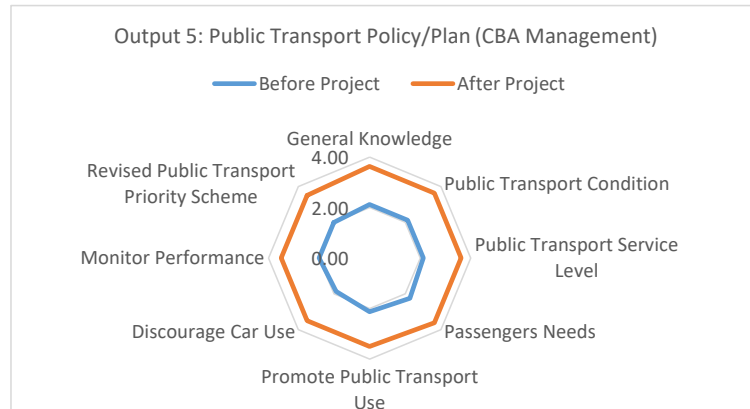 Output 5: Public Transport Policy/Plan (CBA Management)
Before Project
After Project
General Knowledge
4.00
Revised Public Transport
Priority Scheme
Public Transport Condition
2.00
Monitor Performance
0.00
Public Transport Service
Level
Discourage Car Use
Passengers Needs
Promote Public Transport
Use